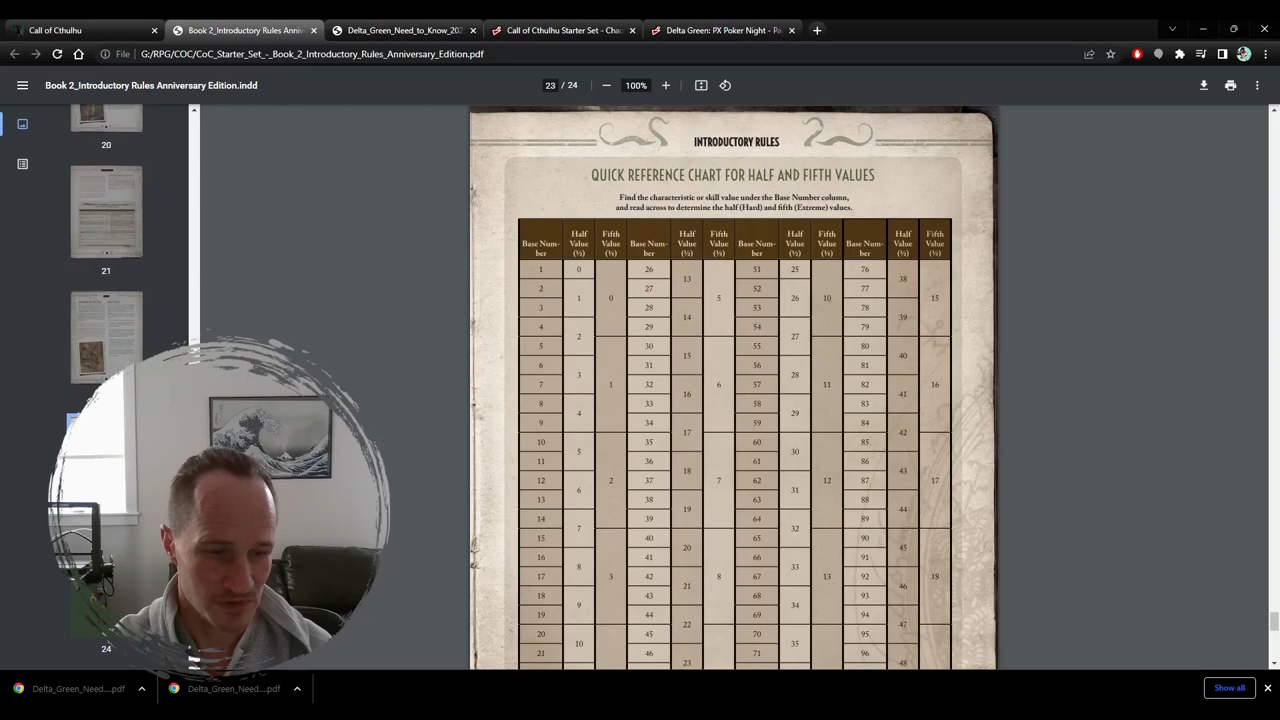 Call of Cthulhu
Book 2_Introductory Rules Anniv
Delta_Green_Need_to_Know_202
Call of Cthulhu Starter Set - Chao
Delta Green: PX Poker Night - Pa
File
G:/RPG/COC/CoC_Starter_Set_-_Book_2_Introductory_Rules_Anniversary_Edition.pdf
Book 2_Introductory Rules Anniversary Edition.indd
23 / 24
100%
20
21
24
INTRODUCTORY RULES
QUICK REFERENCE CHART FOR HALF AND FIFTH VALUES
Find the characteristic or skill value under the Base Number column,
and read across to determine the half (Hard) and fifth (Extreme) values.
Base Num-ber Half Value (½) Fifth Value (⅕) Base Num-ber Half Value (½) Fifth Value (⅕) Base Num-ber Half Value (½) Fifth Value (⅕) Base Num-ber Half Value (½) Fifth Value (⅕)
1 0 26 51 25 76
13 38
2 27 52 77
1 0 5 26 10 15
3 28 53 78
14 39
4 29 54 79
2 27
5 30 55 80
15 40
6 31 56 81
3 28
7 1 32 6 57 11 82 16
16 41
8 33 58 83
4 29
9 34 59 84
17 42
10 35 60 85
5 30
11 36 61 86
18 43
12 2 37 7 62 12 87 17
6 31
13 38 63 88
19 44
14 39 64 89
7 32
15 40 65 90
20 45
16 41 66 91
8 33
17 3 42 8 67 13 92 18
21 46
18 43 68 93
9 34
19 44 69 94
22 47
20 45 70 95
10 35
21 46 71 96
23 48
Delta_Green_Need....pdf
Delta_Green_Need....pdf
Show all